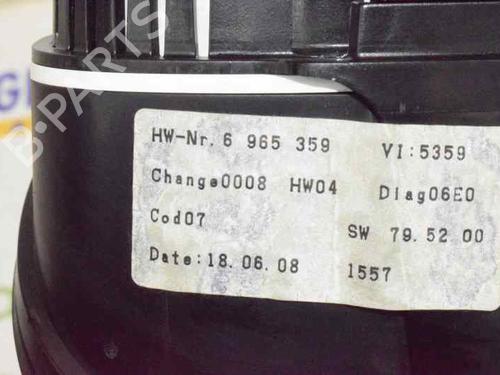 HW-Nr. 6 965 359 VI:5359
Change0008 HW04 Diag06E0
Cod07 SW 79.52 00
Date:18.06.08 1557
B-PARTS